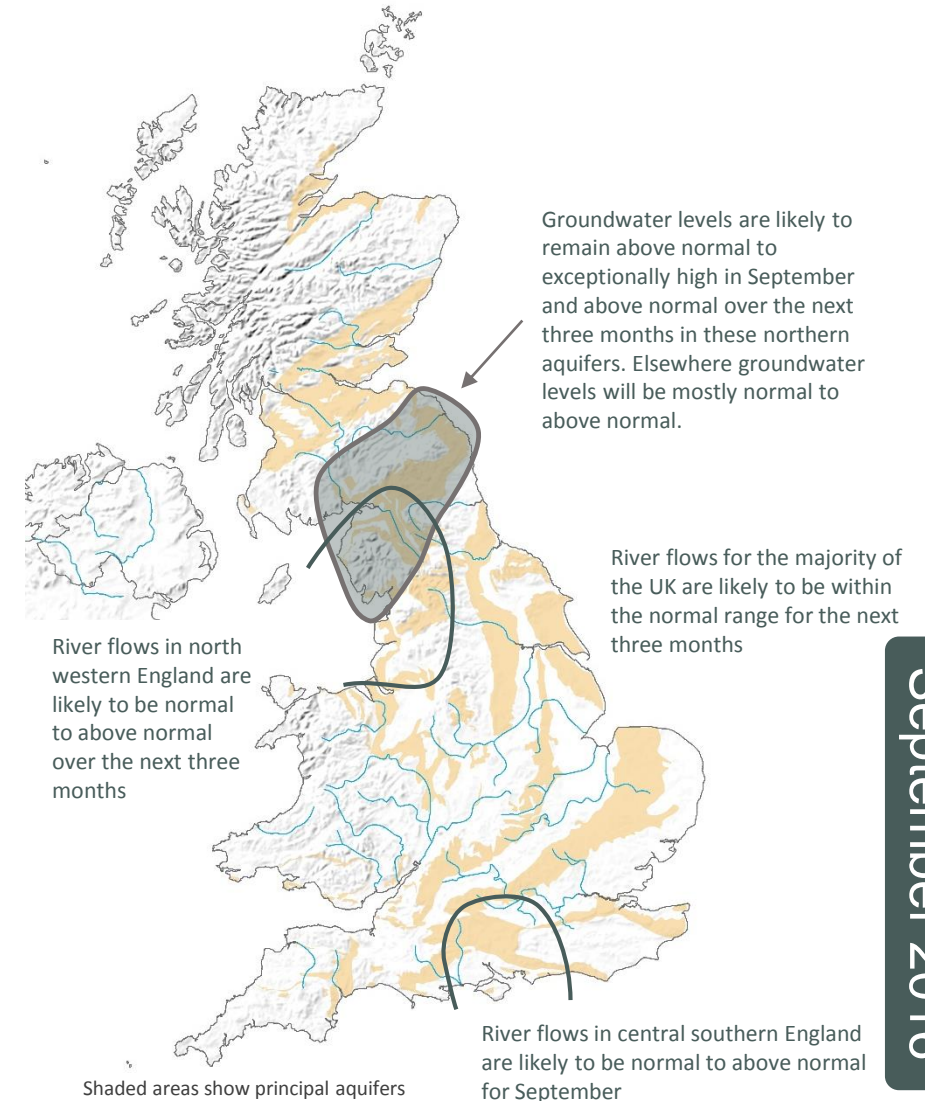 Groundwater levels are likely to
remain above normal to
exceptionally high in September
and above normal over the next
three months in these northern
aquifers. Elsewhere groundwater
levels will be mostly normal to
above normal.
River flows for the majority of
the UK are likely to be within
the normal range for the next
three months
River flows in north
western England are
likely to be normal
to above normal
over the next three
months
September 2016
River flows in central southern England
are likely to be normal to above normal
for September
Shaded areas show principal aquifers